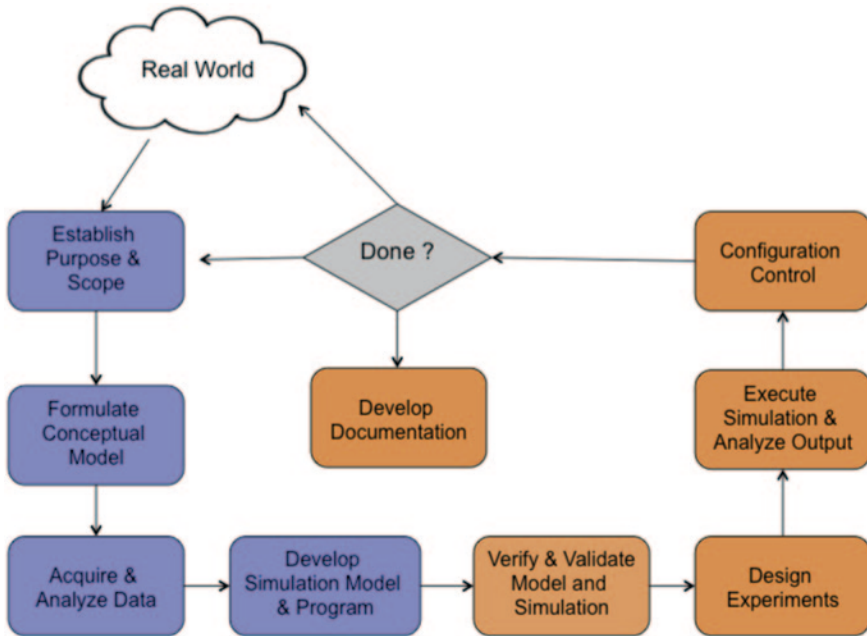 Real World
Establish
Purpose &
Scope
Done ?
Configuration
Control
Formulate
Conceptual
Model
Develop
Documentation
Execute
Simulation &
Analyze Output
Acquire &
Analyze Data
Develop
Simulation Model
& Program
Verify & Validate
Model and
Simulation
Design
Experiments